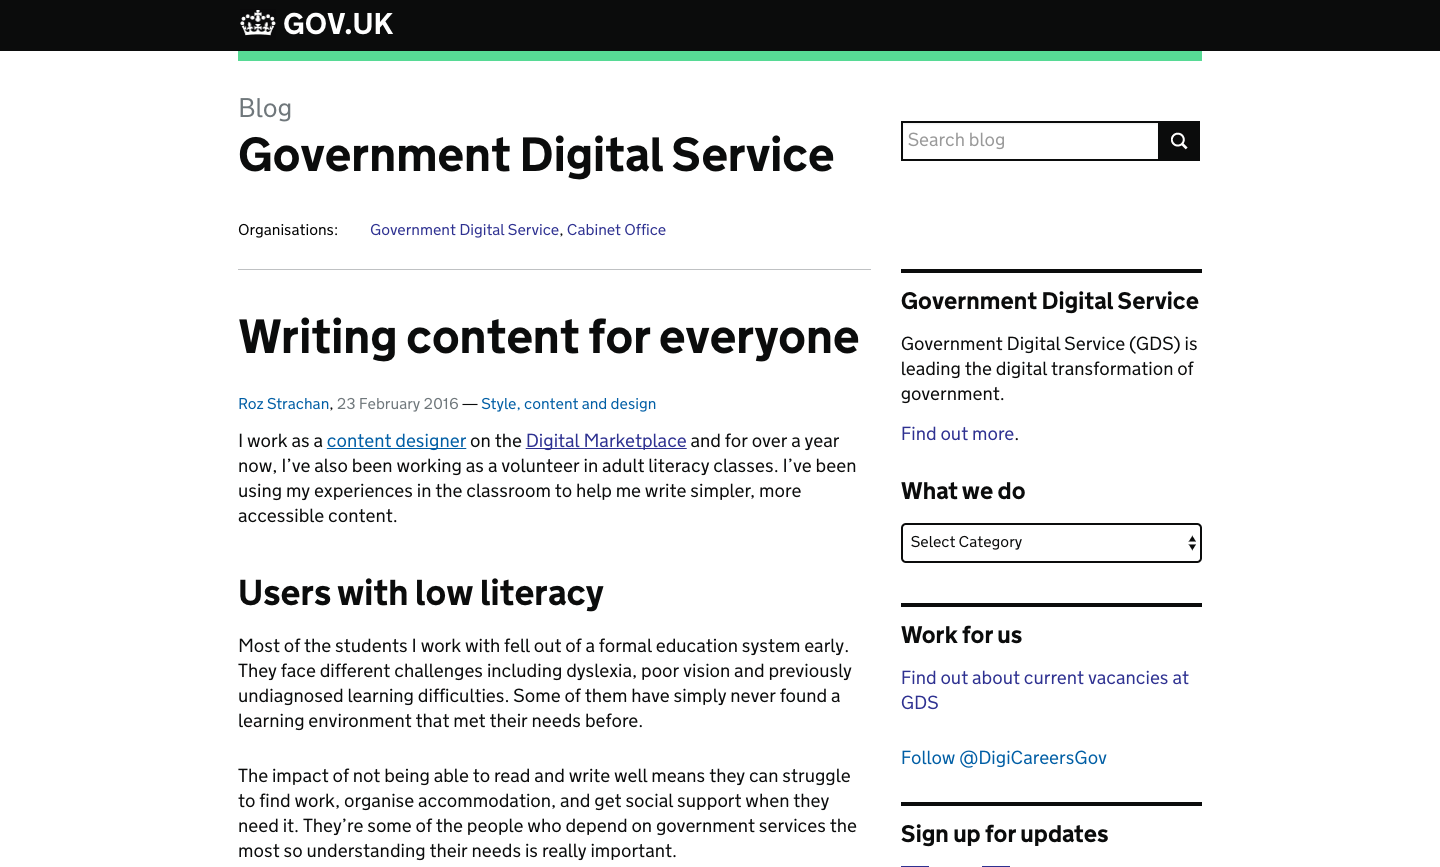 GOV.UK
Blog
Government Digital Service
Search blog
Organisations: Government Digital Service, Cabinet Office
Writing content for everyone
Roz Strachan, 23 February 2016 — Style, content and design
I work as a content designer on the Digital Marketplace and for over a year
now, I’ve also been working as a volunteer in adult literacy classes. I’ve been
using my experiences in the classroom to help me write simpler, more
accessible content.
Users with low literacy
Most of the students I work with fell out of a formal education system early.
They face different challenges including dyslexia, poor vision and previously
undiagnosed learning difficulties. Some of them have simply never found a
learning environment that met their needs before.
The impact of not being able to read and write well means they can struggle
to find work, organise accommodation, and get social support when they
need it. They’re some of the people who depend on government services the
most so understanding their needs is really important.
Government Digital Service
Government Digital Service (GDS) is
leading the digital transformation of
government.
Find out more.
What we do
Select Category
Work for us
Find out about current vacancies at
GDS
Follow @DigiCareersGov
Sign up for updates